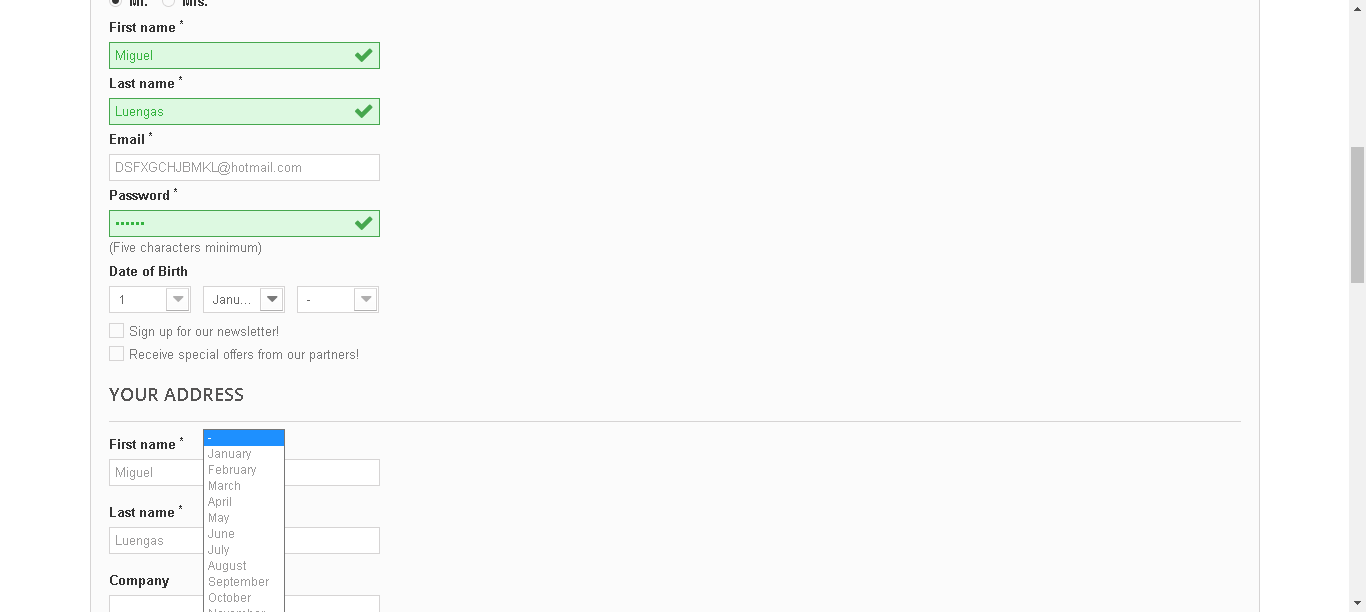 Mr. Mrs.
First name *
Miguel
Last name *
Luengas
Email *
DSFXGCHJBMKL@hotmail.com
Password *
••••••
(Five characters minimum)
Date of Birth
1 Janu... -
Sign up for our newsletter!
Receive special offers from our partners!
YOUR ADDRESS
First name *
Miguel
Last name *
Luengas
Company
-
January
February
March
April
May
June
July
August
September
October
November